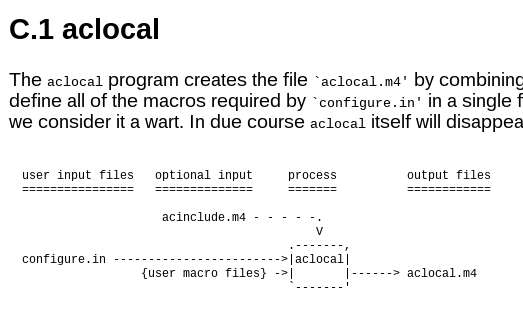 C.1 aclocal
The aclocal program creates the file `aclocal.m4' by combining
define all of the macros required by `configure.in' in a single f
we consider it a wart. In due course aclocal itself will disappea
user input files   optional input     process          output files
================   ==============     =======          ============
                    acinclude.m4 - - - - -.
                                          V
                                      .-------,
configure.in ------------------------>|aclocal|
                 {user macro files} ->|       |------> aclocal.m4
                                      `-------'